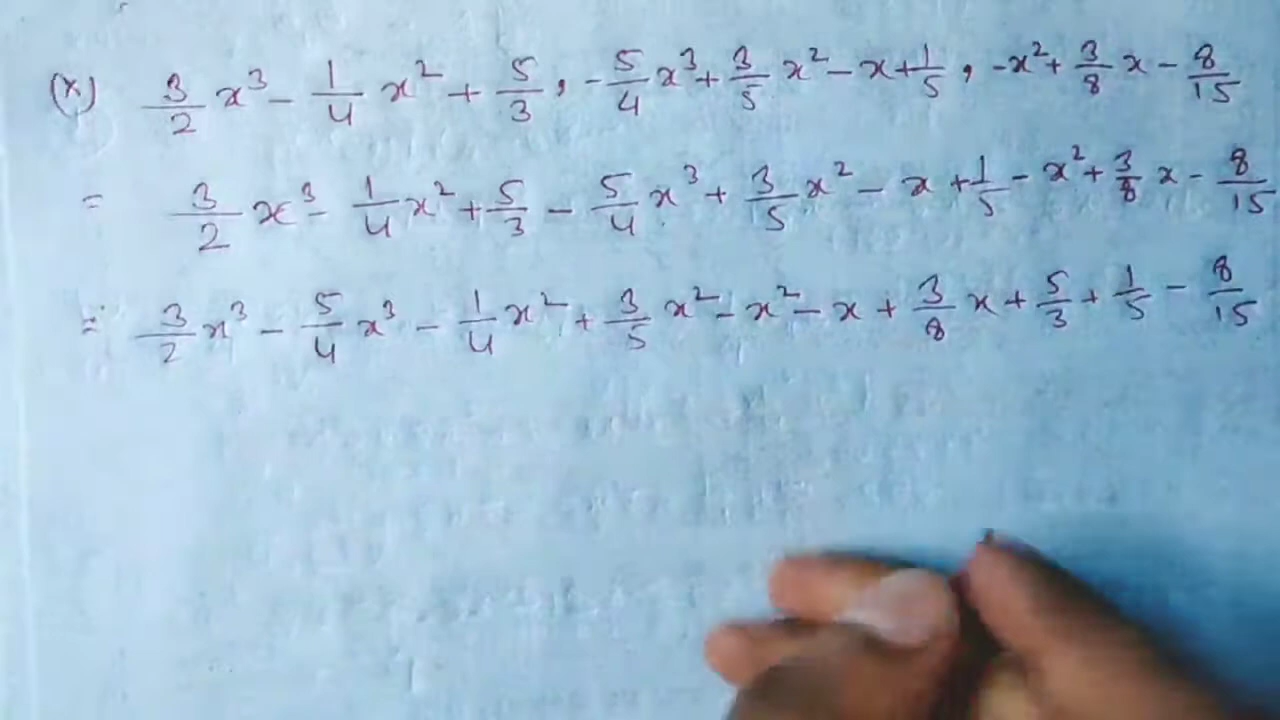 (x) 3/2 x³ - 1/4 x² + 5/3, -5/4 x³ + 3/5 x² - x + 1/5, -x² + 3/8 x - 8/15
= 3/2 x³ - 1/4 x² + 5/3 - 5/4 x³ + 3/5 x² - x + 1/5 - x² + 3/8 x - 8/15
= 3/2 x³ - 5/4 x³ - 1/4 x² + 3/5 x² - x² - x + 3/8 x + 5/3 + 1/5 - 8/15